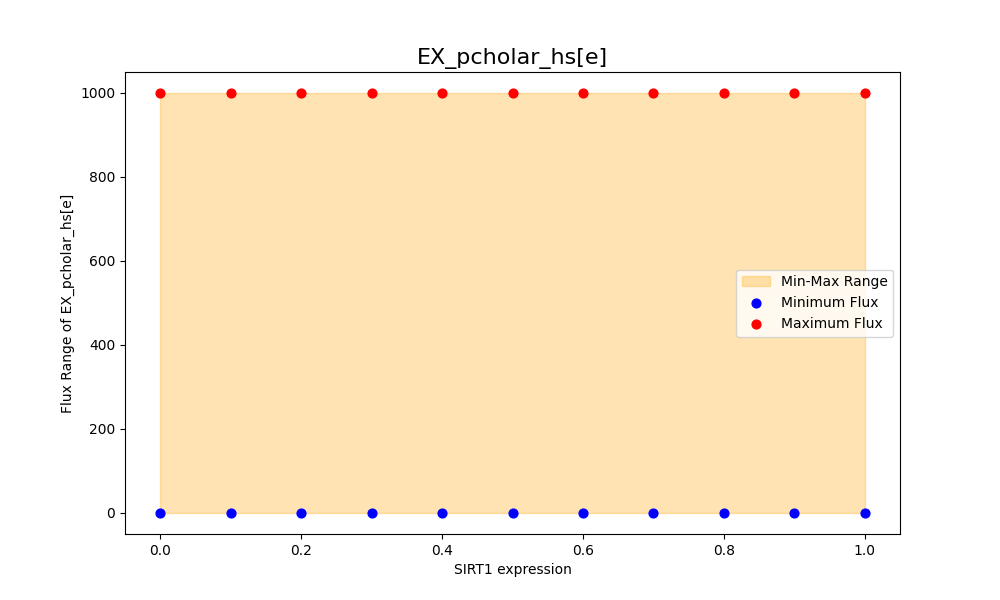 EX_pcholar_hs[e]
Flux Range of EX_pcholar_hs[e]
1000
800
600
400
200
0
Min-Max Range
Minimum Flux
Maximum Flux
0.0 0.2 0.4 0.6 0.8 1.0
SIRT1 expression